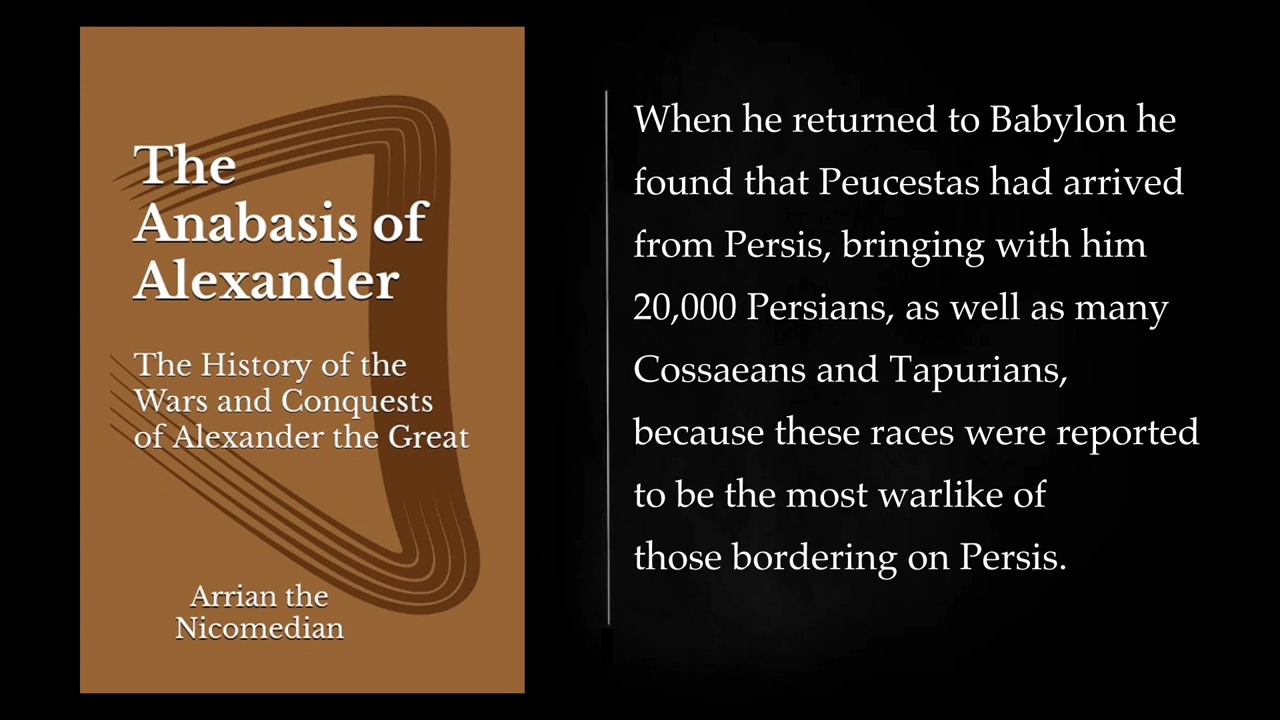 The
Anabasis of
Alexander
The History of the
Wars and Conquests
of Alexander the Great
Arrian the
Nicomedian
When he returned to Babylon he
found that Peucestas had arrived
from Persis, bringing with him
20,000 Persians, as well as many
Cossaeans and Tapurians,
because these races were reported
to be the most warlike of
those bordering on Persis.